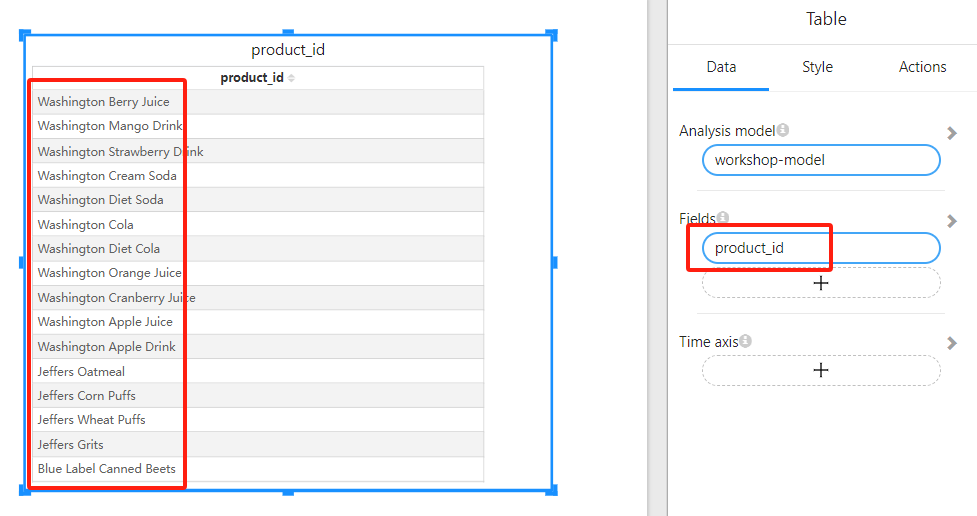 product_id
product_id
Washington Berry Juice
Washington Mango Drink
Washington Strawberry Drink
Washington Cream Soda
Washington Diet Soda
Washington Cola
Washington Diet Cola
Washington Orange Juice
Washington Cranberry Juice
Washington Apple Juice
Washington Apple Drink
Jeffers Oatmeal
Jeffers Corn Puffs
Jeffers Wheat Puffs
Jeffers Grits
Blue Label Canned Beets
Table
Data Style Actions
Analysis model
workshop-model
Fields
product_id
+
Time axis
+